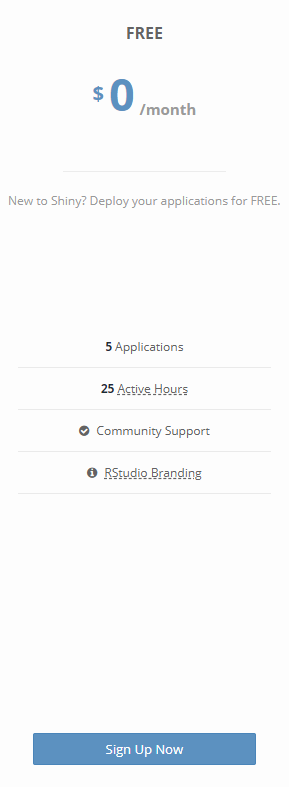 FREE
$ 0 /month
New to Shiny? Deploy your applications for FREE.
5 Applications
25 Active Hours
Community Support
RStudio Branding
Sign Up Now